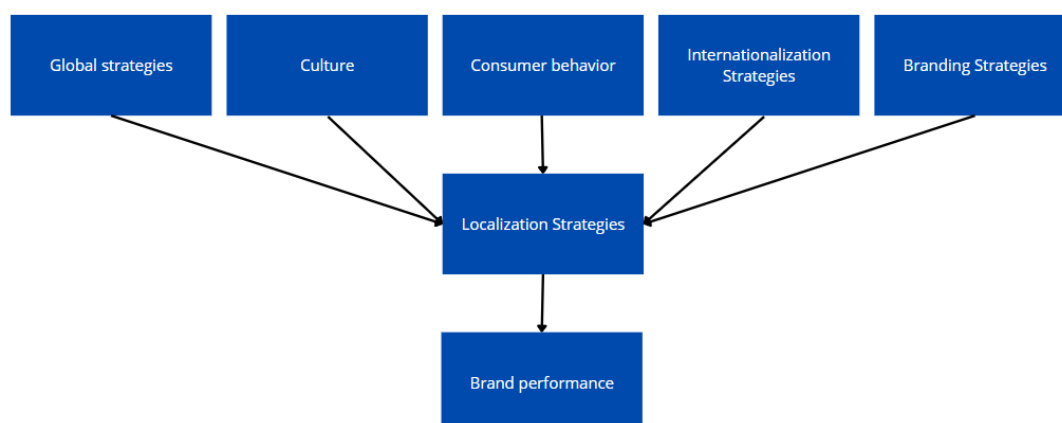 Global strategies
Culture
Consumer behavior
Internationalization
Strategies
Branding Strategies
Localization Strategies
Brand performance